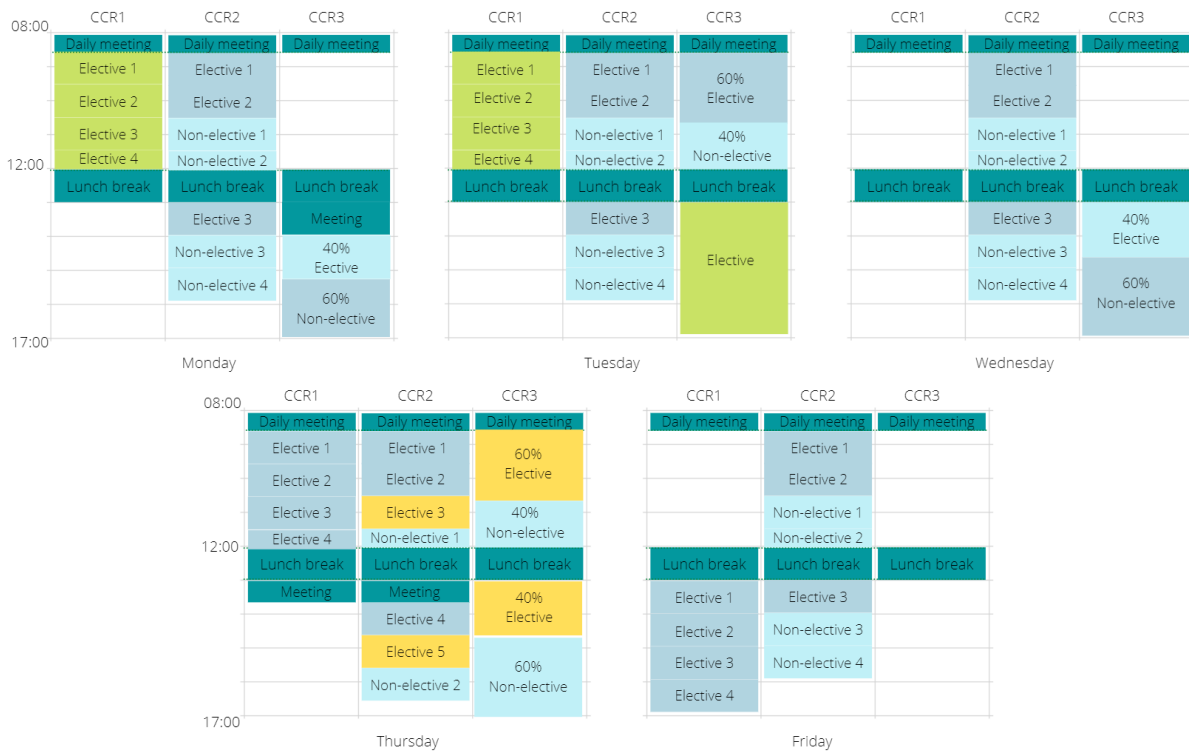 CCR1 CCR2 CCR3
08:00
Daily meeting Daily meeting Daily meeting
Elective 1 Elective 1
Elective 2 Elective 2
Elective 3 Non-elective 1
Elective 4 Non-elective 2
12:00
Lunch break Lunch break Lunch break
Elective 3 Meeting
Non-elective 3 40%
Eective
Non-elective 4 60%
Non-elective
17:00
Monday
CCR1 CCR2 CCR3
Daily meeting Daily meeting Daily meeting
Elective 1 Elective 1 60%
Elective
Elective 2 Elective 2
Elective 3 Non-elective 1 40%
Non-elective
Elective 4 Non-elective 2
Lunch break Lunch break Lunch break
Elective 3
Non-elective 3 Elective
Non-elective 4
Tuesday
CCR1 CCR2 CCR3
Daily meeting Daily meeting Daily meeting
Elective 1
Elective 2
Non-elective 1
Non-elective 2
Lunch break Lunch break Lunch break
Elective 3 40%
Elective
Non-elective 3
Non-elective 4 60%
Non-elective
Wednesday
CCR1 CCR2 CCR3
08:00
Daily meeting Daily meeting Daily meeting
Elective 1 Elective 1 60%
Elective
Elective 2 Elective 2
Elective 3 Elective 3 40%
Non-elective
Elective 4 Non-elective 1
12:00
Lunch break Lunch break Lunch break
Meeting Meeting 40%
Elective
Elective 4
Elective 5 60%
Non-elective
Non-elective 2
17:00
Thursday
CCR1 CCR2 CCR3
Daily meeting Daily meeting Daily meeting
Elective 1
Elective 2
Non-elective 1
Non-elective 2
Lunch break Lunch break Lunch break
Elective 1 Elective 3
Elective 2 Non-elective 3
Elective 3 Non-elective 4
Elective 4
Friday